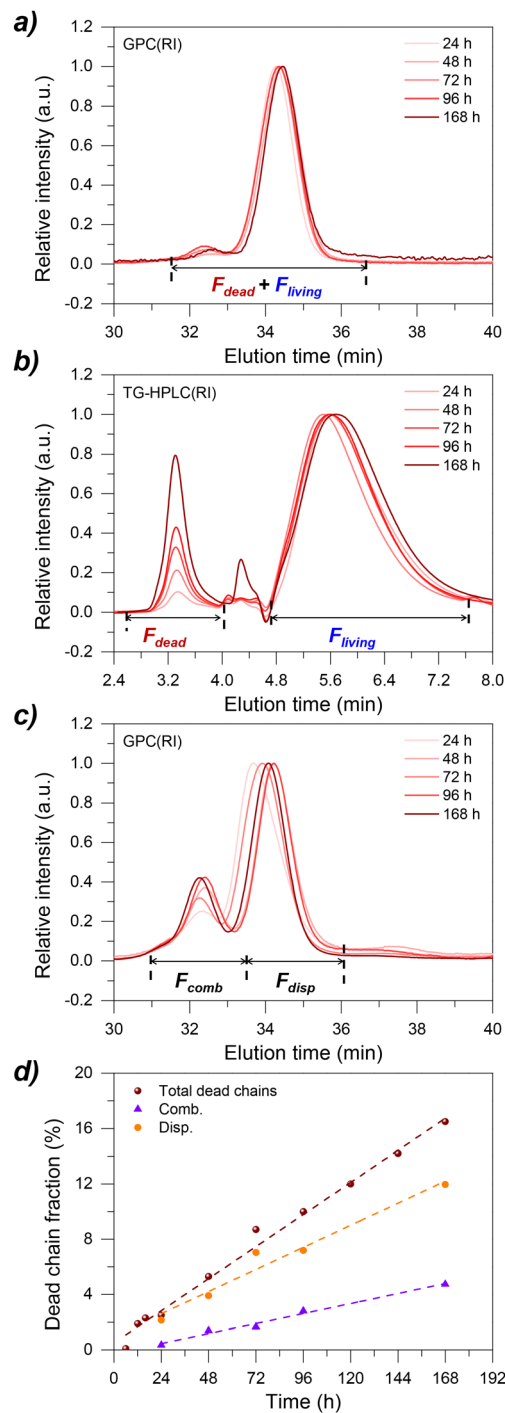 a)
GPC(RI)
24 h
48 h
72 h
96 h
168 h
Relative intensity (a.u.)
1.2
1.0
0.8
0.6
0.4
0.2
0.0
-0.2
F_dead + F_living
30 32 34 36 38 40
Elution time (min)
b)
TG-HPLC(RI)
24 h
48 h
72 h
96 h
168 h
Relative intensity (a.u.)
1.2
1.0
0.8
0.6
0.4
0.2
0.0
-0.2
F_dead F_living
2.4 3.2 4.0 4.8 5.6 6.4 7.2 8.0
Elution time (min)
c)
GPC(RI)
24 h
48 h
72 h
96 h
168 h
Relative intensity (a.u.)
1.2
1.0
0.8
0.6
0.4
0.2
0.0
-0.2
F_comb F_disp
30 32 34 36 38 40
Elution time (min)
d)
Total dead chains
Comb.
Disp.
Dead chain fraction (%)
20
16
12
8
4
0
0 24 48 72 96 120 144 168 192
Time (h)